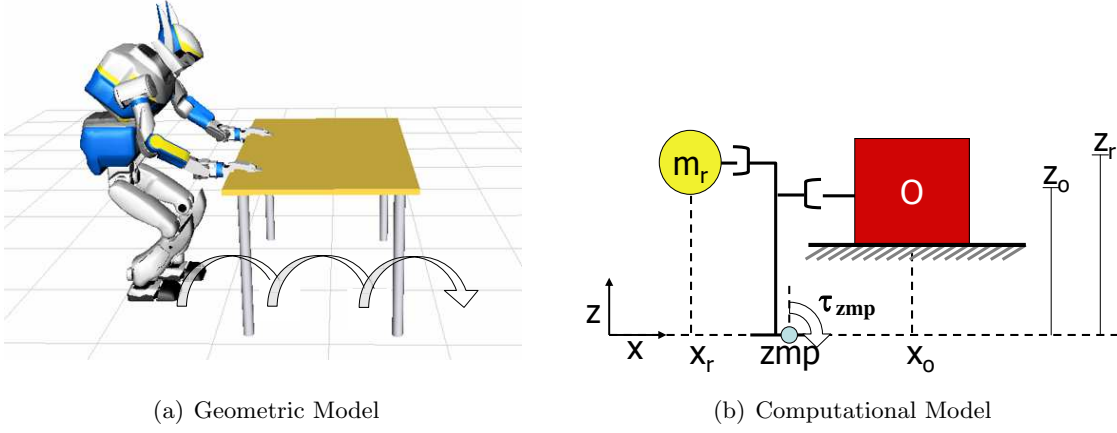 m_r
O
z_r
z_o
τ_zmp
z
x
x_r
zmp
x_o
(a) Geometric Model
(b) Computational Model